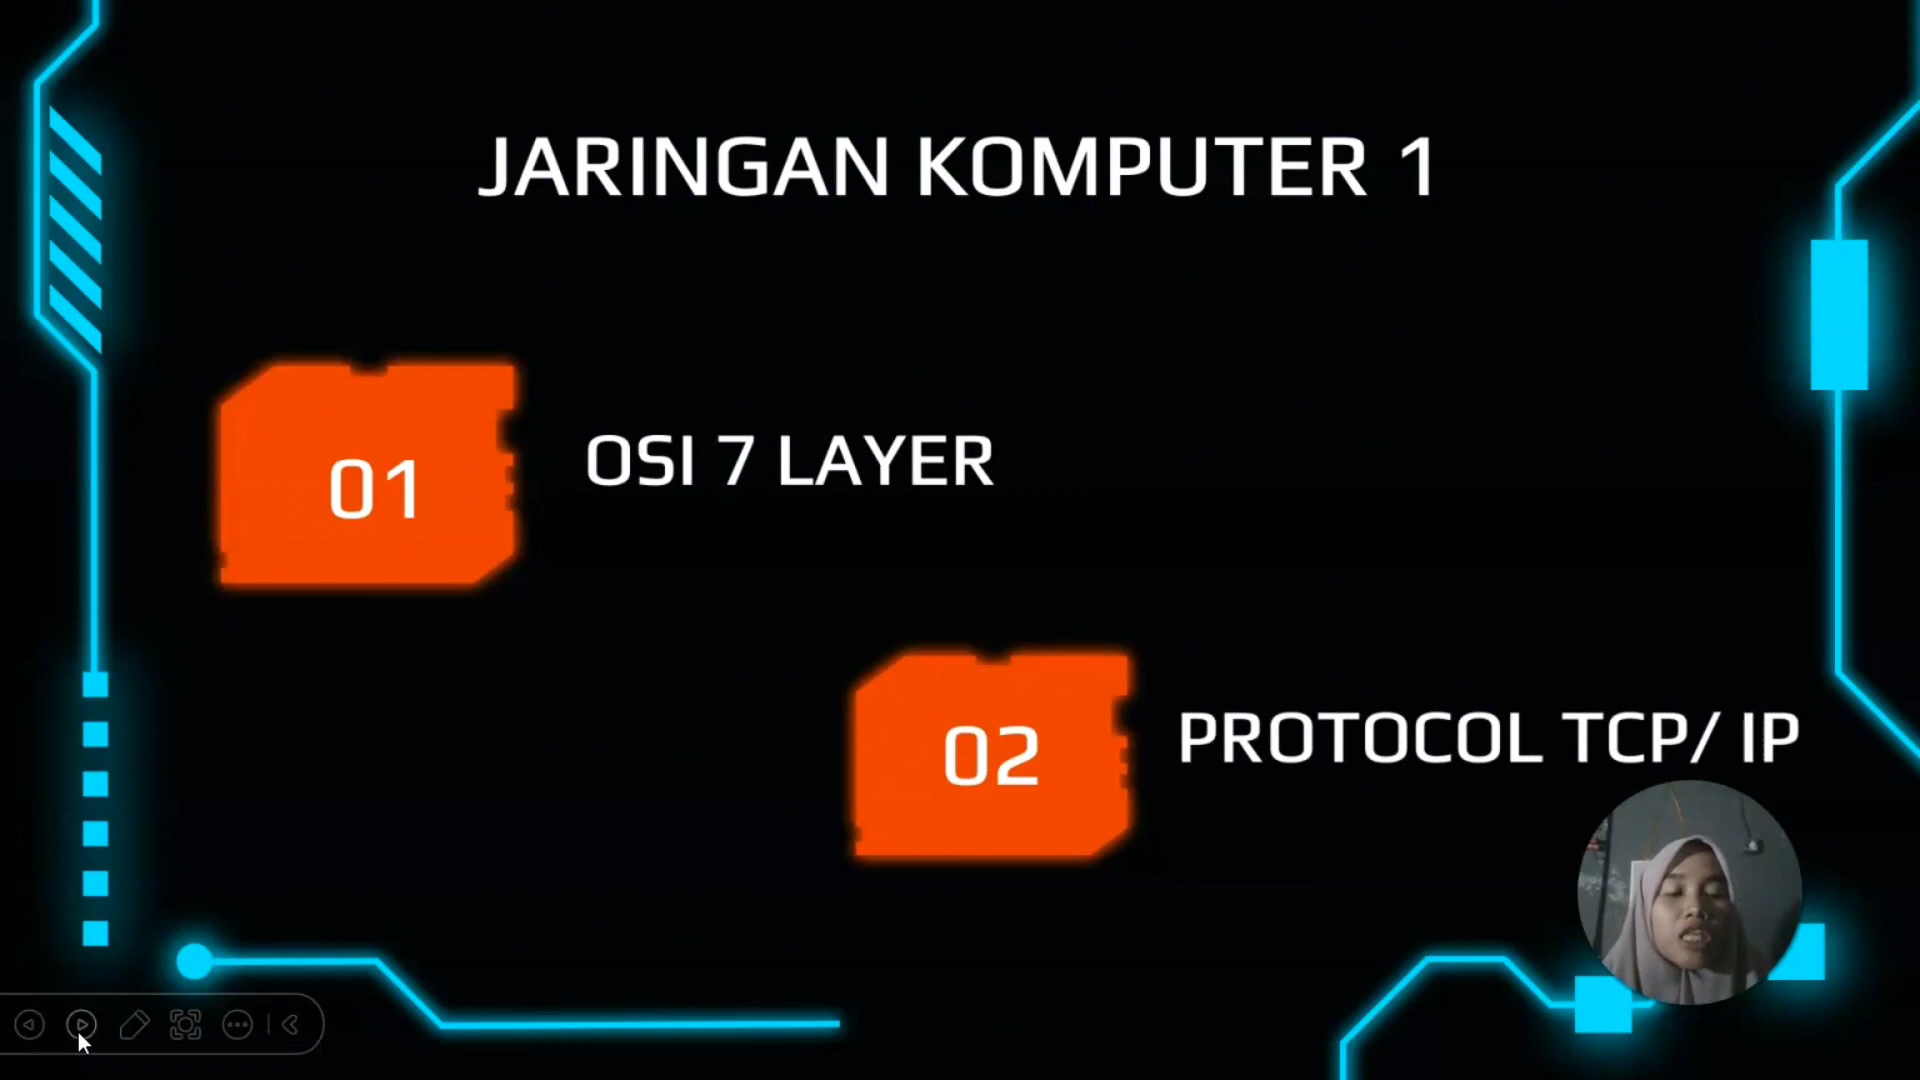 JARINGAN KOMPUTER 1
01
OSI 7 LAYER
02
PROTOCOL TCP/ IP